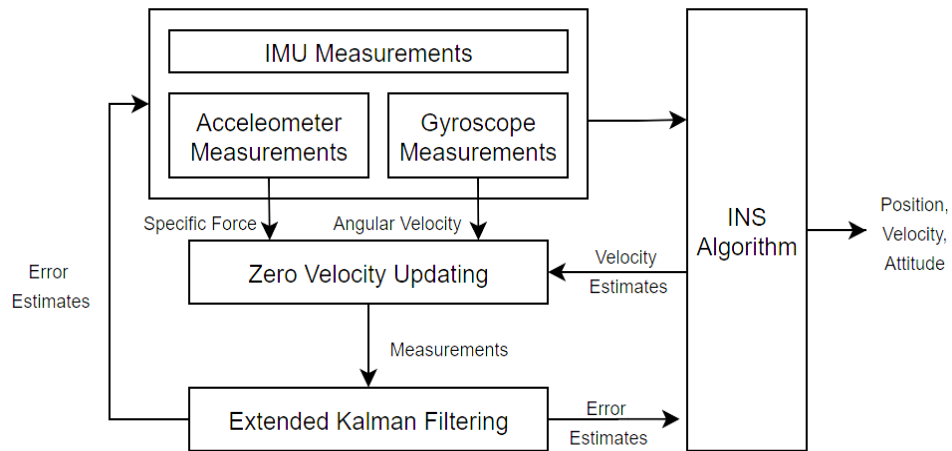 IMU Measurements
Acceleometer
Measurements
Gyroscope
Measurements
Specific Force
Angular Velocity
INS
Algorithm
Position,
Velocity,
Attitude
Error
Estimates
Zero Velocity Updating
Velocity
Estimates
Measurements
Extended Kalman Filtering
Error
Estimates